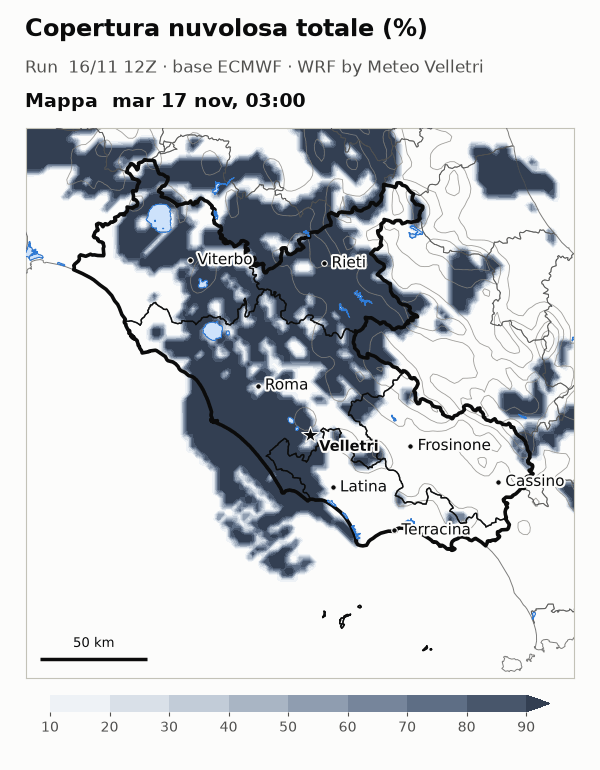 Copertura nuvolosa totale (%)
Run 16/11 12Z · base ECMWF · WRF by Meteo Velletri
Mappa mar 17 nov, 03:00
Viterbo
Rieti
Roma
Velletri
Frosinone
Cassino
Latina
Terracina
50 km
10 20 30 40 50 60 70 80 90